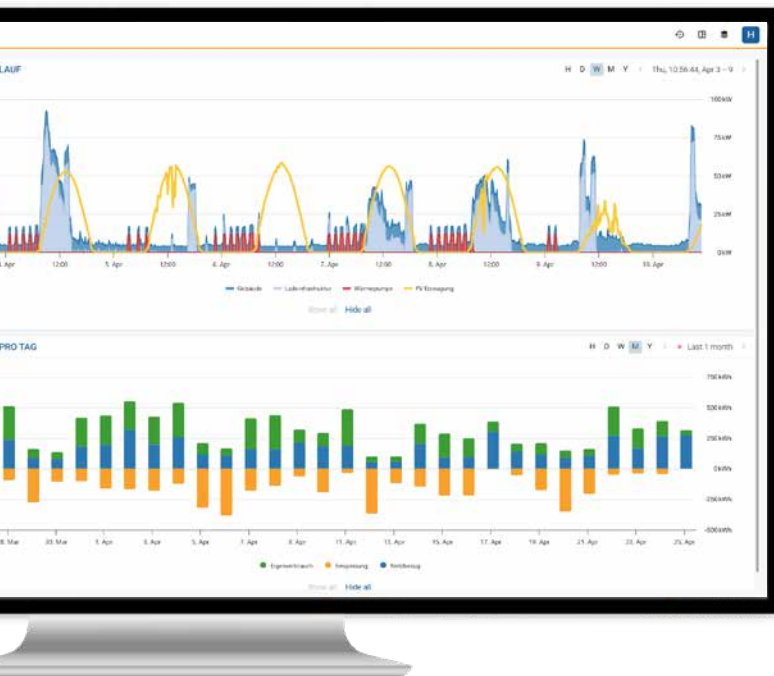 H
LAUF
H D W M Y Thu, 10:56:44, Apr 3 – 9
100 kW
75 kW
50 kW
25 kW
0 kW
. Apr 12:00 5. Apr 12:00 6. Apr 12:00 7. Apr 12:00 8. Apr 12:00 9. Apr 12:00 10. Apr
Gebäude Ladeinfrastruktur Wärmepumpe PV Erzeugung
Show all Hide all
PRO TAG
H D W M Y Last 1 month
750 kWh
500 kWh
250 kWh
0 kWh
-250 kWh
-500 kWh
8. Mar 30. Mar 1. Apr 3. Apr 5. Apr 7. Apr 9. Apr 11. Apr 13. Apr 15. Apr 17. Apr 19. Apr 21. Apr 23. Apr 25. Apr
Eigenverbrauch Einspeisung Netzbezug
Show all Hide all